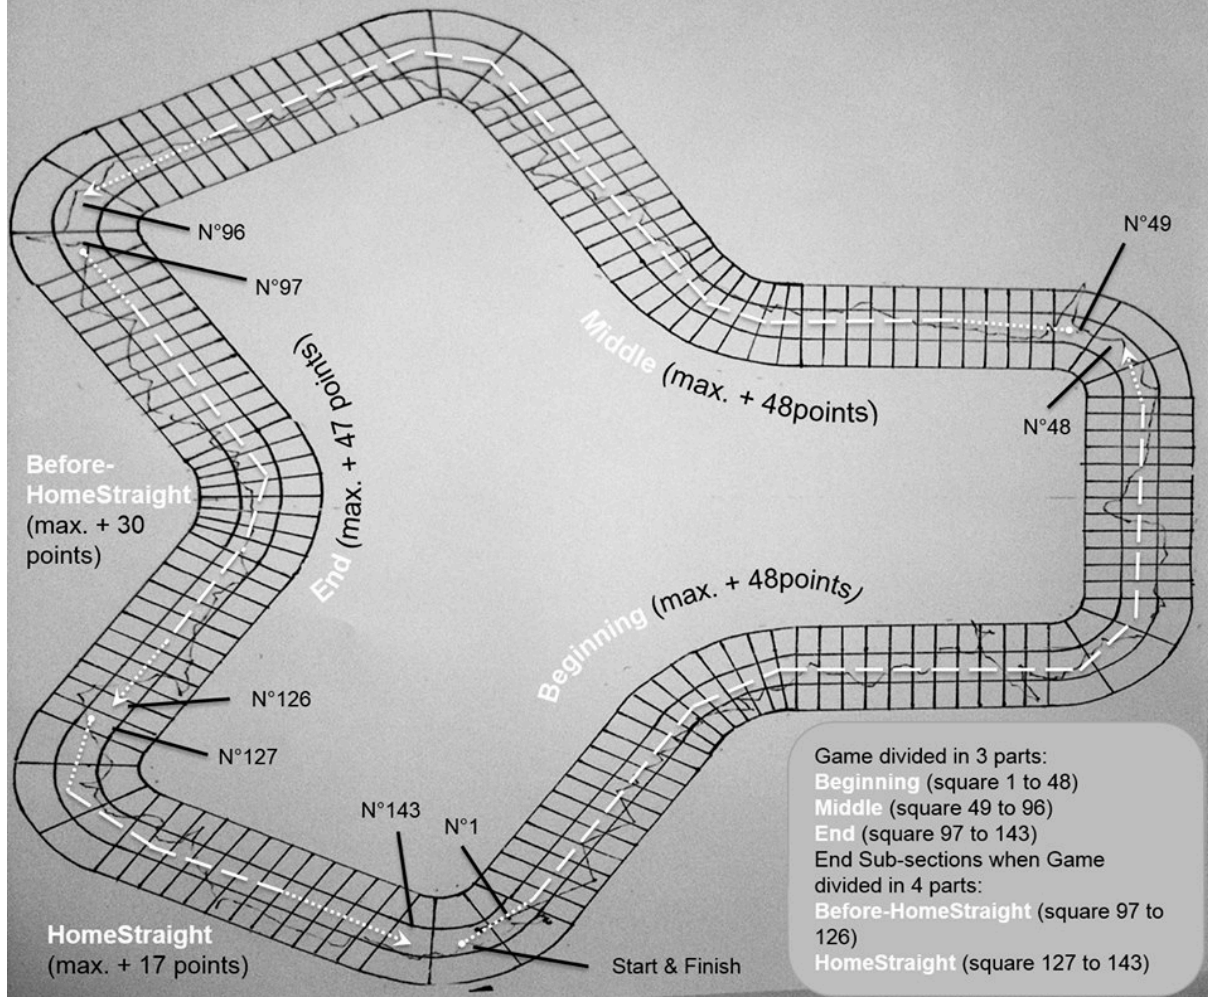 N°96
N°97
N°49
N°48
Middle (max. + 48points)
End (max. + 47 points)
Before-
HomeStraight
(max. + 30
points)
Beginning (max. + 48points)
N°126
N°127
N°143
N°1
Start & Finish
HomeStraight
(max. + 17 points)
Game divided in 3 parts:
Beginning (square 1 to 48)
Middle (square 49 to 96)
End (square 97 to 143)
End Sub-sections when Game
divided in 4 parts:
Before-HomeStraight (square 97 to
126)
HomeStraight (square 127 to 143)